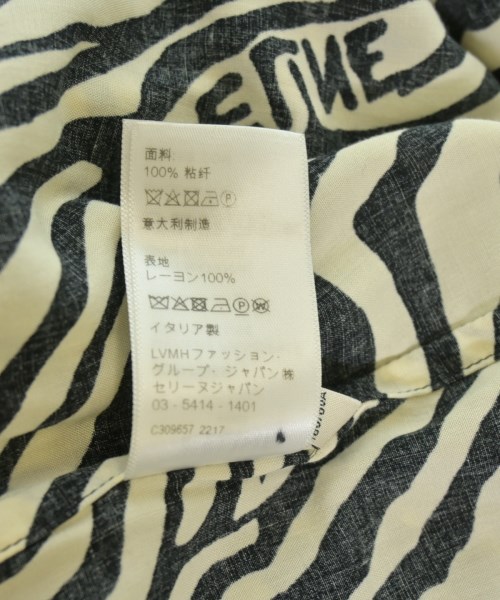 面料:
100% 粘纤
意大利制造
表地
レーヨン100%
イタリア製
LVMHファッション・
グループ・ジャパン㈱
セリーヌジャパン
03 - 5414 - 1401
C309657 2217